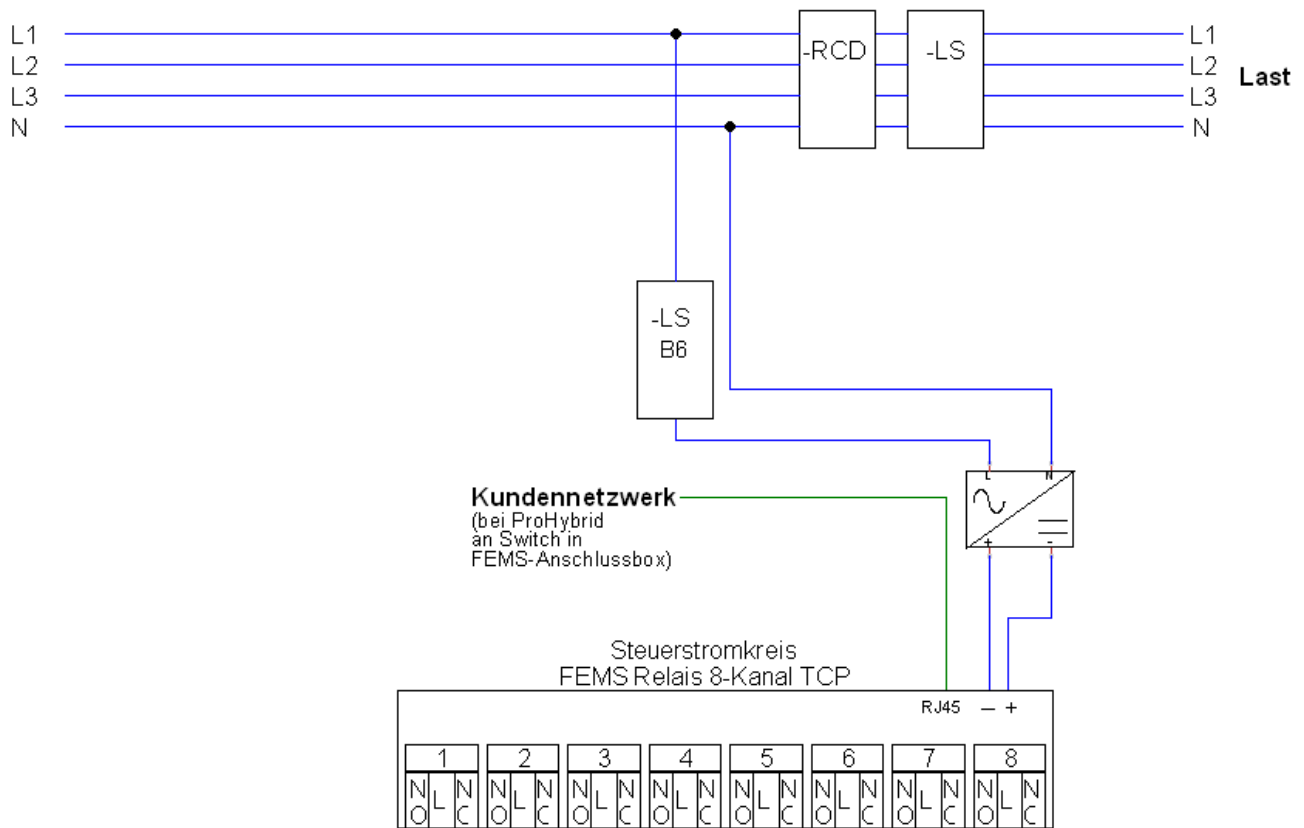 L1
L2
L3
N
-RCD
-LS
L1
L2
L3
N
Last
-LS
B6
L N
+ -
Kundennetzwerk
(bei ProHybrid
an Switch in
FEMS-Anschlussbox)
Steuerstromkreis
FEMS Relais 8-Kanal TCP
RJ45 — +
1 2 3 4 5 6 7 8
NO L NC NO L NC NO L NC NO L NC NO L NC NO L NC NO L NC NO L NC